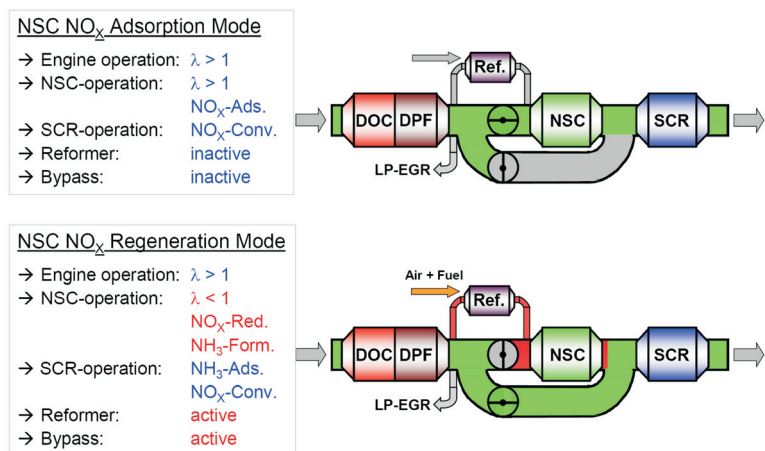 NSC NOX Adsorption Mode
→ Engine operation: λ > 1
→ NSC-operation: λ > 1
NOX-Ads.
→ SCR-operation: NOX-Conv.
→ Reformer: inactive
→ Bypass: inactive
Ref.
DOC DPF NSC SCR
LP-EGR
NSC NOX Regeneration Mode
→ Engine operation: λ > 1
→ NSC-operation: λ < 1
NOX-Red.
NH3-Form.
→ SCR-operation: NH3-Ads.
NOX-Conv.
→ Reformer: active
→ Bypass: active
Air + Fuel
Ref.
DOC DPF NSC SCR
LP-EGR